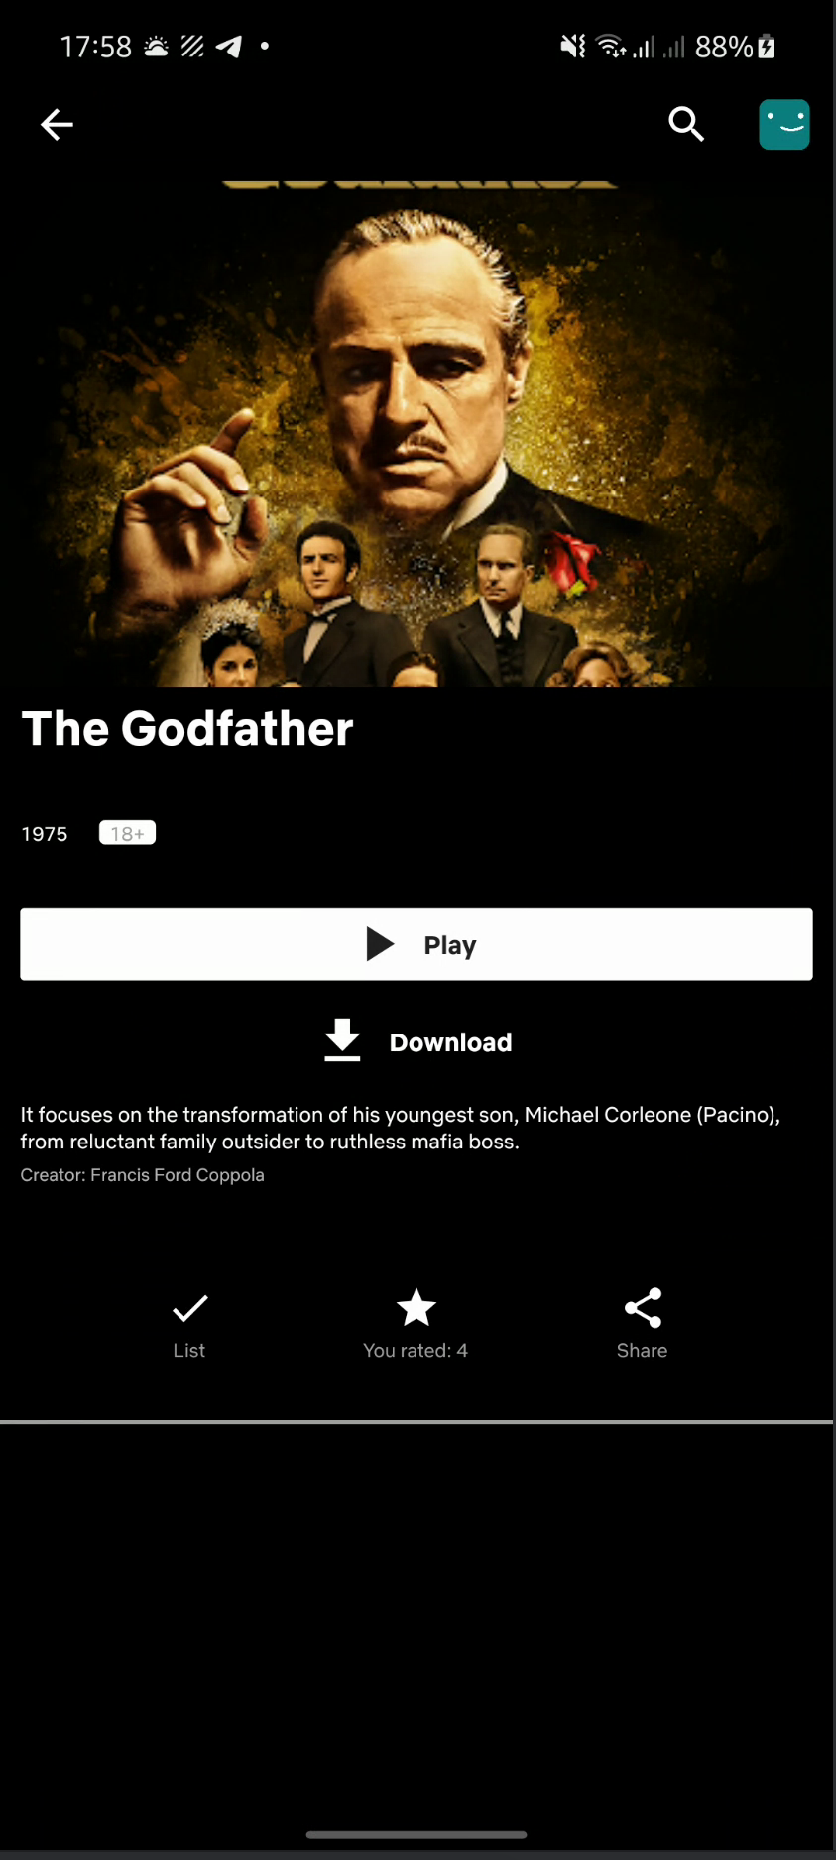 17:58
88%
The Godfather
1975 18+
Play
Download
It focuses on the transformation of his youngest son, Michael Corleone (Pacino),
from reluctant family outsider to ruthless mafia boss.
Creator: Francis Ford Coppola
List
You rated: 4
Share